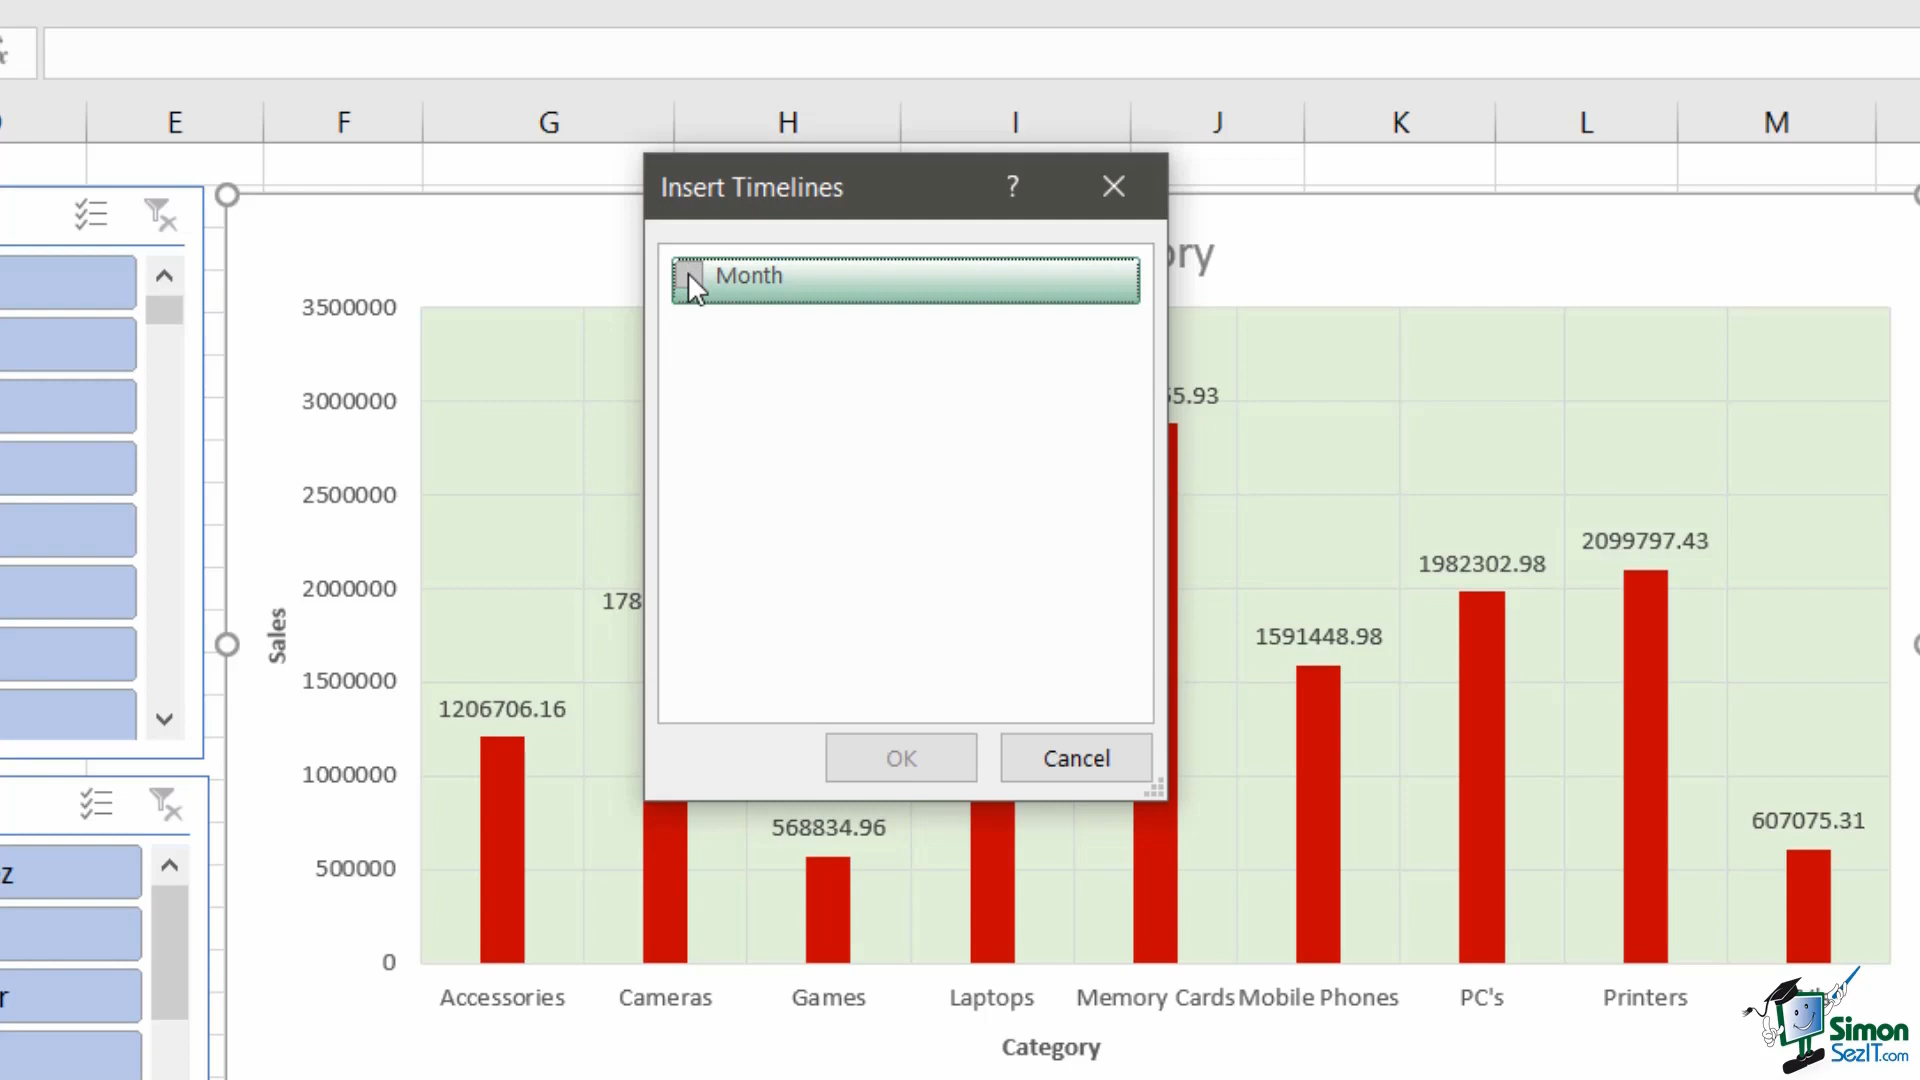 E F G H I J K L M
Insert Timelines ?
Month
ory
3500000
3000000
2500000
2000000
1500000
1000000
500000
0
Sales
1206706.16
178
568834.96
55.93
1591448.98
1982302.98
2099797.43
607075.31
OK Cancel
z
r
Accessories Cameras Games Laptops Memory Cards Mobile Phones PC's Printers
Category
Simon
SezIT.com